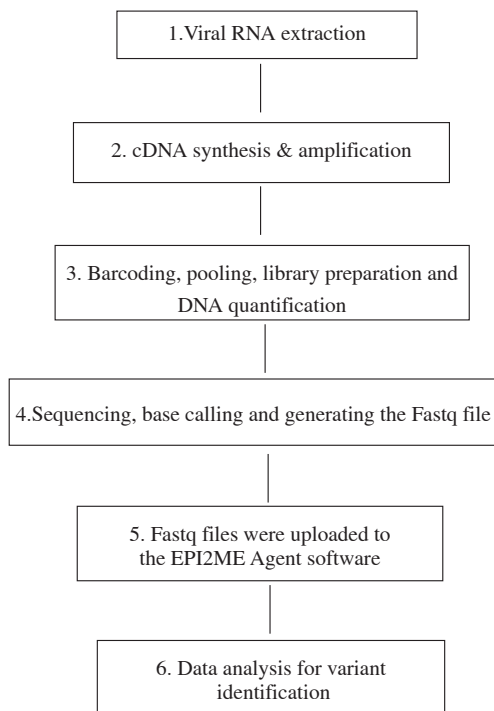 1.Viral RNA extraction
2. cDNA synthesis & amplification
3. Barcoding, pooling, library preparation and
DNA quantification
4.Sequencing, base calling and generating the Fastq file
5. Fastq files were uploaded to
the EPI2ME Agent software
6. Data analysis for variant
identification